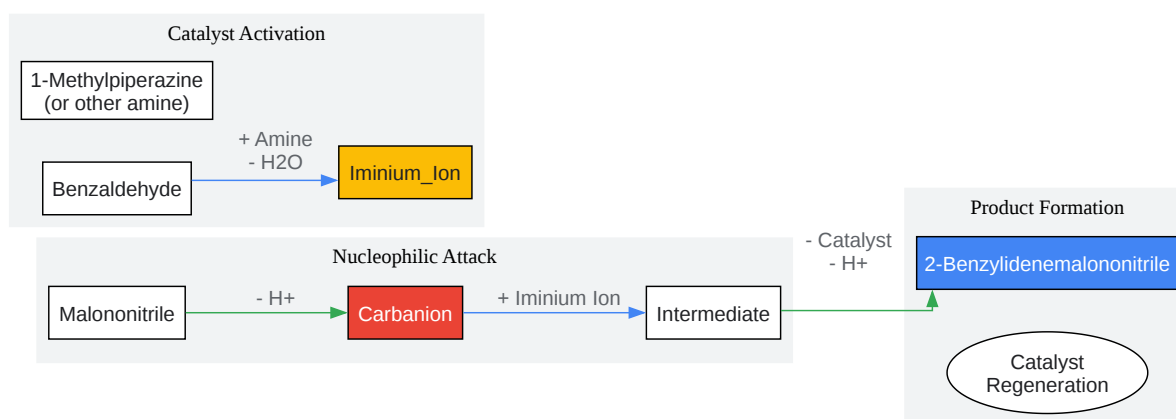 Catalyst Activation
1-Methylpiperazine
(or other amine)
+ Amine
- H2O
Benzaldehyde
Iminium_Ion
Nucleophilic Attack
Malononitrile
- H+
Carbanion
+ Iminium Ion
Intermediate
- Catalyst
- H+
Product Formation
2-Benzylidenemalononitrile
Catalyst
Regeneration